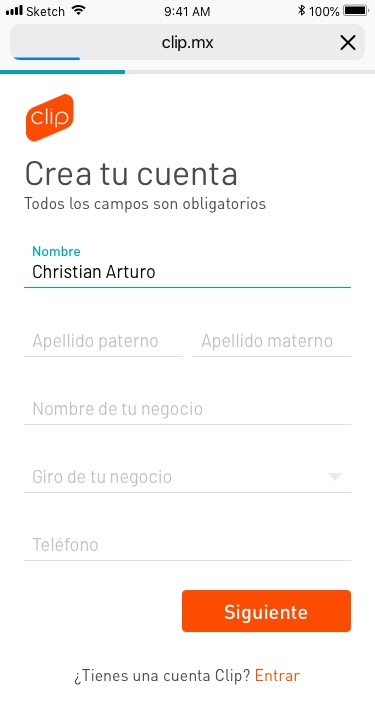 Sketch 9:41 AM 100%
clip.mx
clip
Crea tu cuenta
Todos los campos son obligatorios
Nombre
Christian Arturo
Apellido paterno Apellido materno
Nombre de tu negocio
Giro de tu negocio
Teléfono
Siguiente
¿Tienes una cuenta Clip? Entrar